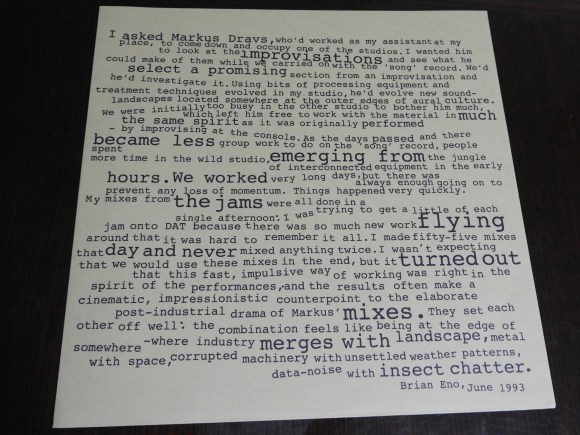 I asked Markus Dravs, who'd worked as my assistant at my
place, to come down and occupy one of the studios. I wanted him
to look at the improvisations and see what he
could make of them while we carried on with the 'song' record. We'd
select a promising section from an improvisation and
he'd investigate it. Using bits of processing equipment and
treatment techniques evolved in my studio, he'd evolve new sound-
landscapes located somewhere at the outer edges of aural culture.
We were initially too busy in other studio to bother him much,
which left him free to work with the material in much
the same spirit as it was originally performed
- by improvising at the console. As the days passed and there
became less group work to do on the 'song' record, people
spent
more time in the wild studio, emerging from the jungle
of interconnected equipment in the early
hours. We worked very long days, but there was
always enough going on to
prevent any loss of momentum. Things happened very quickly.
My mixes from the jams were all done in a
single afternoon: I was trying to get a little of each
jam onto DAT because there was so much new work flying
around that it was hard to remember it all. I made fifty-five mixes
that day and never mixed anything twice. I wasn't expecting
that we would use these mixes in the end, but it turned out
that this fast, impulsive way of working was right in the
spirit of the performances, and the results often make a
cinematic, impressionistic counterpoint to the elaborate
post-industrial drama of Markus' mixes. They set each
other off well: the combination feels like being at the edge of
somewhere -where industry merges with landscape, metal
with space, corrupted machinery with unsettled weather patterns,
data-noise with insect chatter.
Brian Eno, June 1993